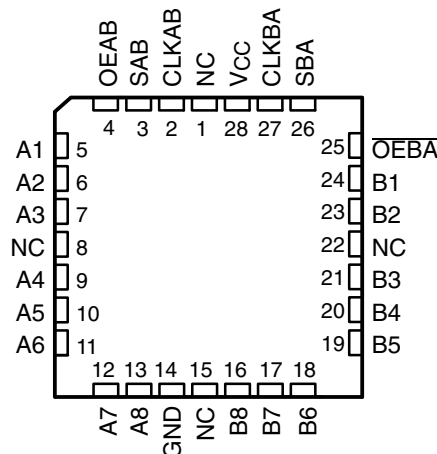 OEAB SAB CLKAB NC VCC CLKBA SBA
4 3 2 1 28 27 26
A1 5 25 OEBA
A2 6 24 B1
A3 7 23 B2
NC 8 22 NC
A4 9 21 B3
A5 10 20 B4
A6 11 19 B5
12 13 14 15 16 17 18
A7 A8 GND NC B8 B7 B6